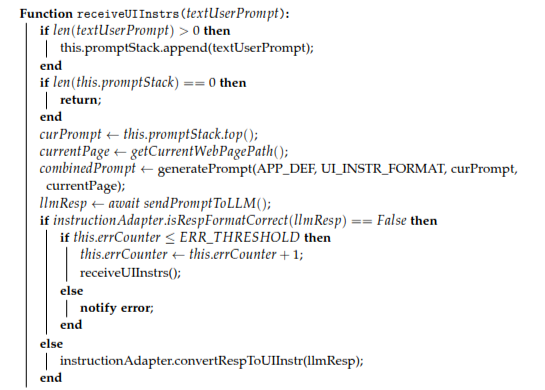 Function receiveUIInstrs(textUserPrompt):
if len(textUserPrompt) > 0 then
this.promptStack.append(textUserPrompt);
end
if len(this.promptStack) == 0 then
return;
end
curPrompt ← this.promptStack.top();
currentPage ← getCurrentWebPagePath();
combinedPrompt ← generatePrompt(APP_DEF, UI_INSTR_FORMAT, curPrompt,
currentPage);
llmResp ← await sendPromptToLLM();
if instructionAdapter.isRespFormatCorrect(llmResp) == False then
if this.errCounter ≤ ERR_THRESHOLD then
this.errCounter ← this.errCounter + 1;
receiveUIInstrs();
else
notify error;
end
else
instructionAdapter.convertRespToUIInstr(llmResp);
end